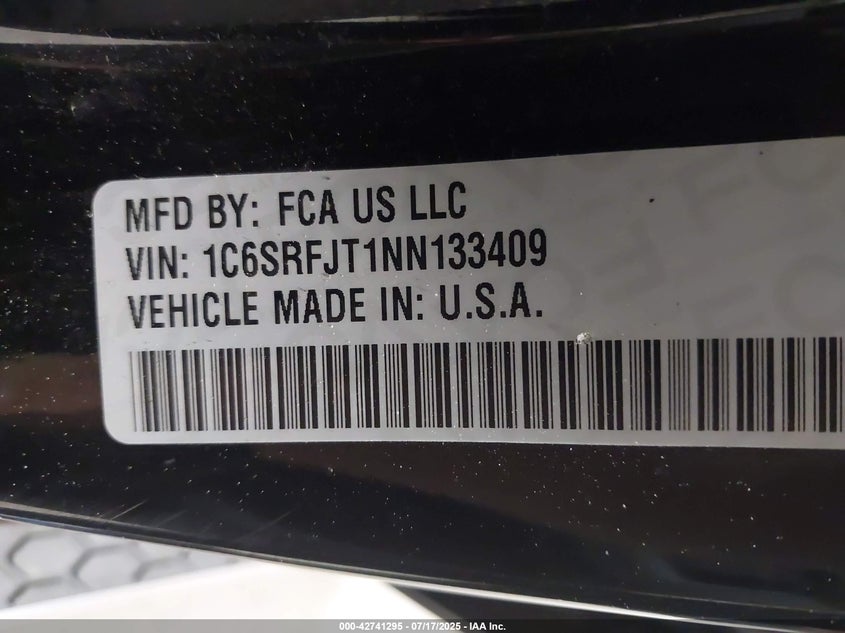 MFD BY: FCA US LLC
VIN: 1C6SRFJT1NN133409
VEHICLE MADE IN: U.S.A.
000-42741295 - 07/17/2025 - IAA Inc.